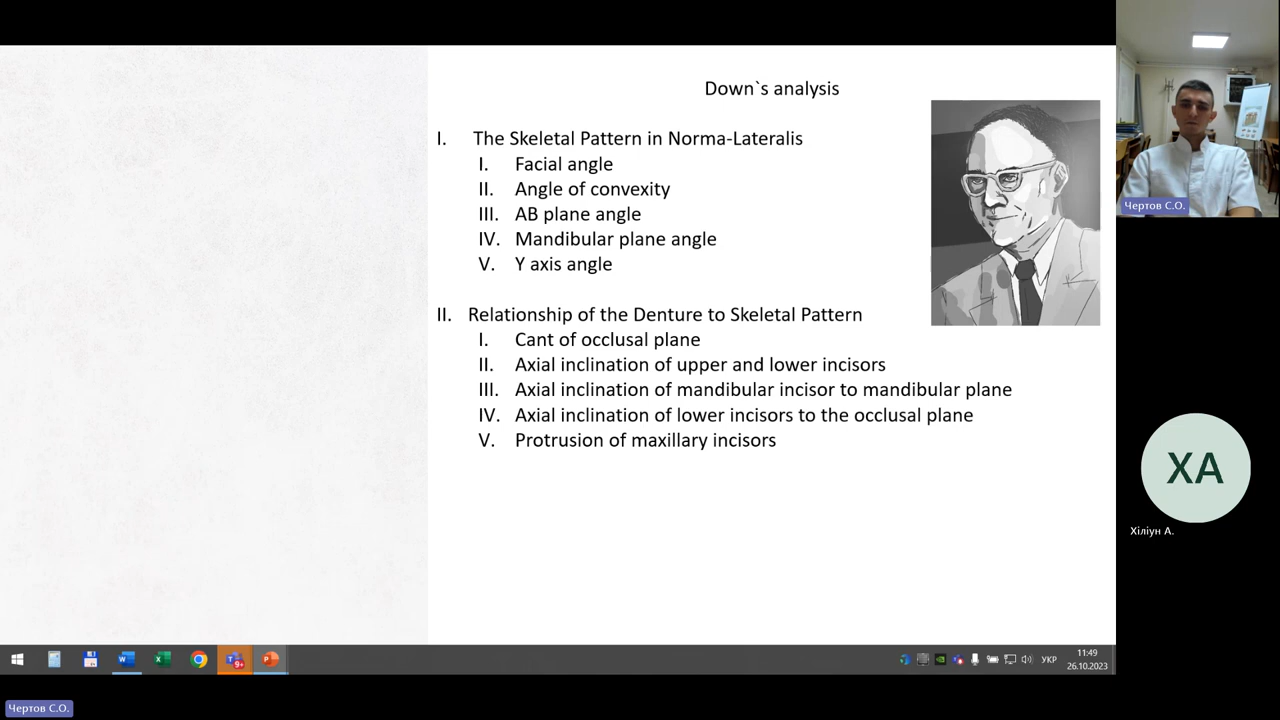 Down`s analysis
I. The Skeletal Pattern in Norma-Lateralis
I. Facial angle
II. Angle of convexity
III. AB plane angle
IV. Mandibular plane angle
V. Y axis angle
II. Relationship of the Denture to Skeletal Pattern
I. Cant of occlusal plane
II. Axial inclination of upper and lower incisors
III. Axial inclination of mandibular incisor to mandibular plane
IV. Axial inclination of lower incisors to the occlusal plane
V. Protrusion of maxillary incisors
Чертов С.О.
ХА
Хіліун А.
9+
УКР
11:49
26.10.2023
Чертов С.О.